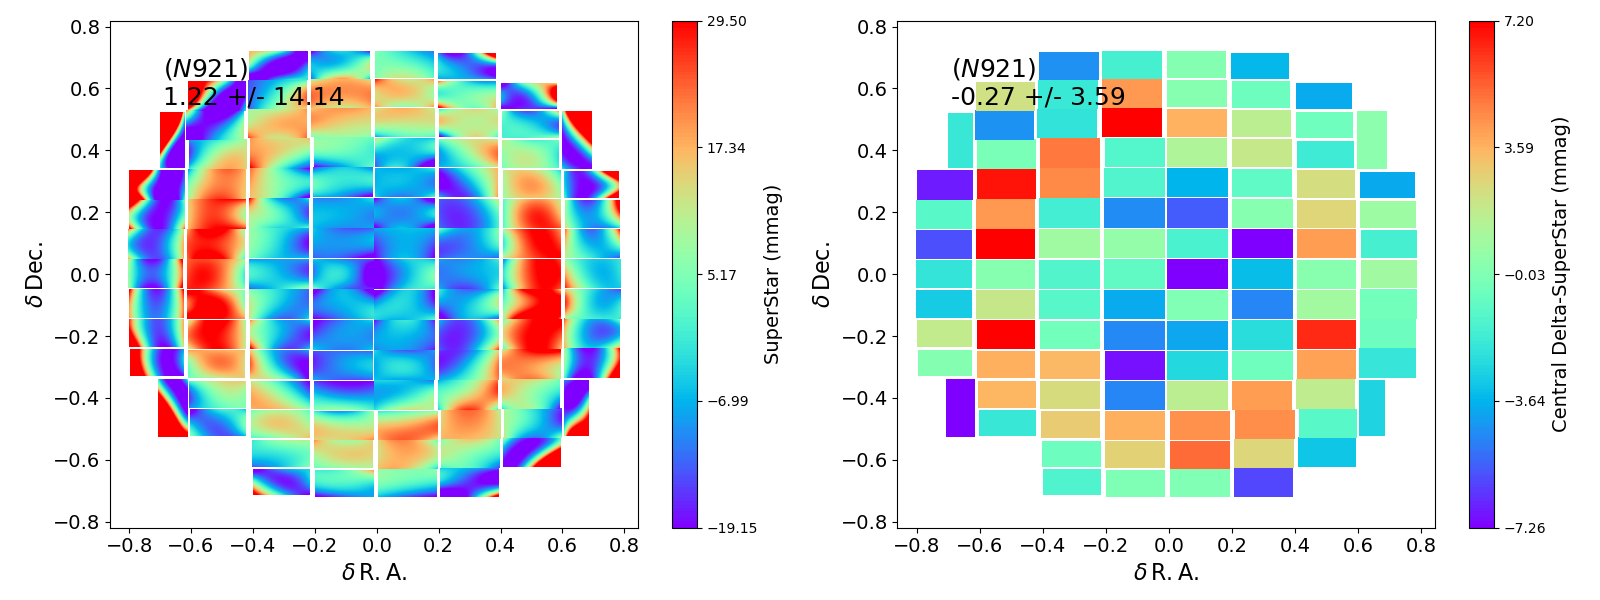 (N921)
1.22 +/- 14.14
0.8
0.6
0.4
0.2
0.0
−0.2
−0.4
−0.6
−0.8
−0.8 −0.6 −0.4 −0.2 0.0 0.2 0.4 0.6 0.8
δ R. A.
δ Dec.
29.50
17.34
5.17
−6.99
−19.15
SuperStar (mmag)
(N921)
-0.27 +/- 3.59
0.8
0.6
0.4
0.2
0.0
−0.2
−0.4
−0.6
−0.8
−0.8 −0.6 −0.4 −0.2 0.0 0.2 0.4 0.6 0.8
δ R. A.
δ Dec.
7.20
3.59
−0.03
−3.64
−7.26
Central Delta-SuperStar (mmag)